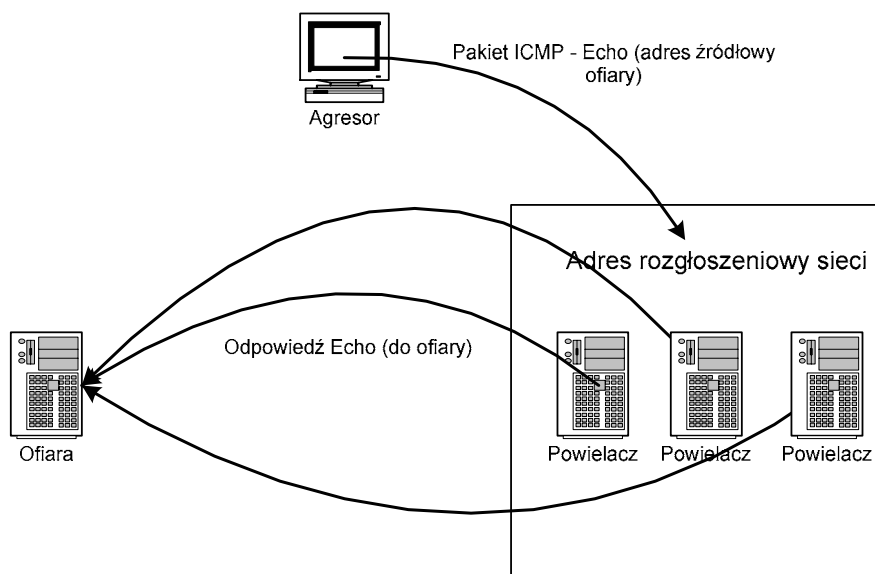 Pakiet ICMP - Echo (adres źródłowy
ofiary)
Agresor
Adres rozgłoszeniowy sieci
Odpowiedź Echo (do ofiary)
Ofiara
Powielacz
Powielacz
Powielacz